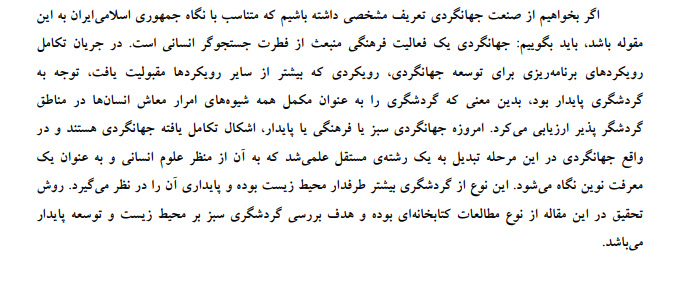 اگر بخواهیم از صنعت جهانگردی تعریف مشخصی داشته باشیم که متناسب با نگاه جمهوری اسلامی‌ایران به این
مقوله باشد، باید بگوییم: جهانگردی یک فعالیت فرهنگی منبعث از فطرت جستجوگر انسانی است. در جریان تکامل
رویکردهای برنامه‌ریزی برای توسعه جهانگردی، رویکردی که بیشتر از سایر رویکردها مقبولیت یافت، توجه به
گردشگری پایدار بود، بدین معنی که گردشگری را به عنوان مکمل همه شیوه‌های امرار معاش انسان‌ها در مناطق
گردشگر پذیر ارزیابی می‌کرد. امروزه جهانگردی سبز یا فرهنگی یا پایدار، اشکال تکامل یافته جهانگردی هستند و در
واقع جهانگردی در این مرحله تبدیل به یک رشته‌ی مستقل علمی‌شد که به آن از منظر علوم انسانی و به عنوان یک
معرفت نوین نگاه می‌شود. این نوع از گردشگری بیشتر طرفدار محیط زیست بوده و پایداری آن را در نظر می‌گیرد. روش
تحقیق در این مقاله از نوع مطالعات کتابخانه‌ای بوده و هدف بررسی گردشگری سبز بر محیط زیست و توسعه پایدار
می‌باشد.